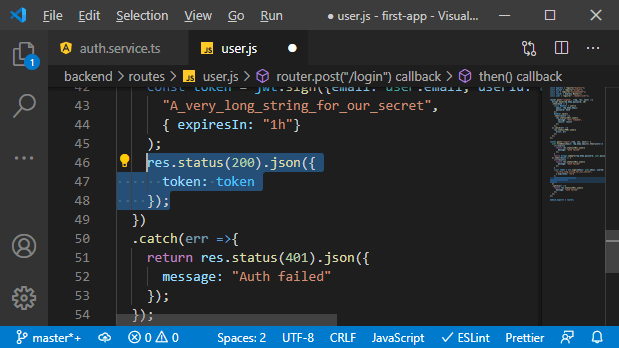 File Edit Selection View ··· ● user.js - first-app - Visual...
auth.service.ts user.js ●
backend › routes › user.js › router.post("/login") callback › then() callback
42 const token = jwt.sign({email: user.email, userId:
43 "A_very_long_string_for_our_secret",
44 { expiresIn: "1h"}
45 );
46 res.status(200).json({
47 token: token
48 });
49 })
50 .catch(err =>{
51 return res.status(401).json({
52 message: "Auth failed"
53 });
54 });
1
master*+ 0 0 Spaces: 2 UTF-8 CRLF JavaScript ✓ ESLint Prettier